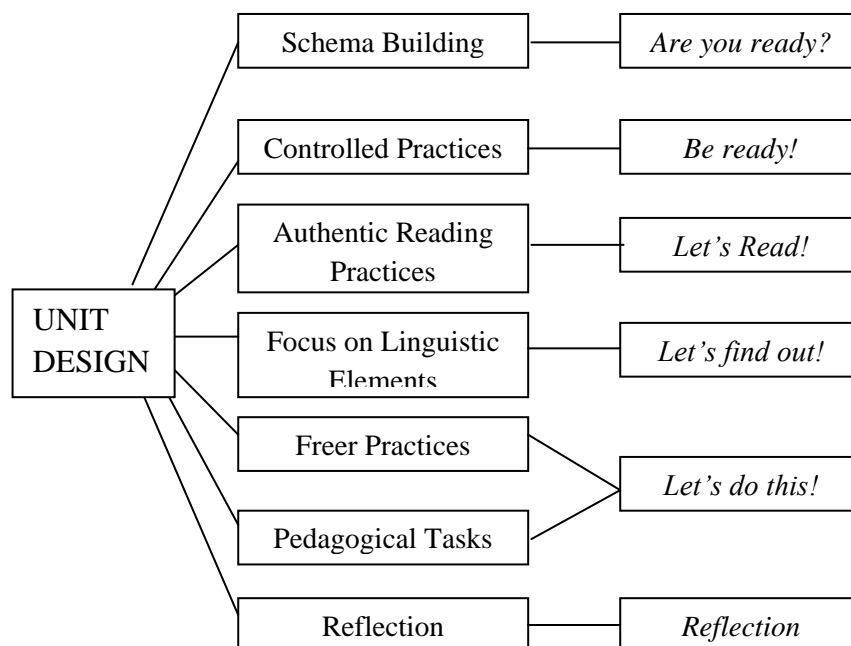 Schema Building
Are you ready?
Controlled Practices
Be ready!
Authentic Reading
Practices
Let’s Read!
UNIT
DESIGN
Focus on Linguistic
Elements
Let’s find out!
Freer Practices
Let’s do this!
Pedagogical Tasks
Reflection
Reflection